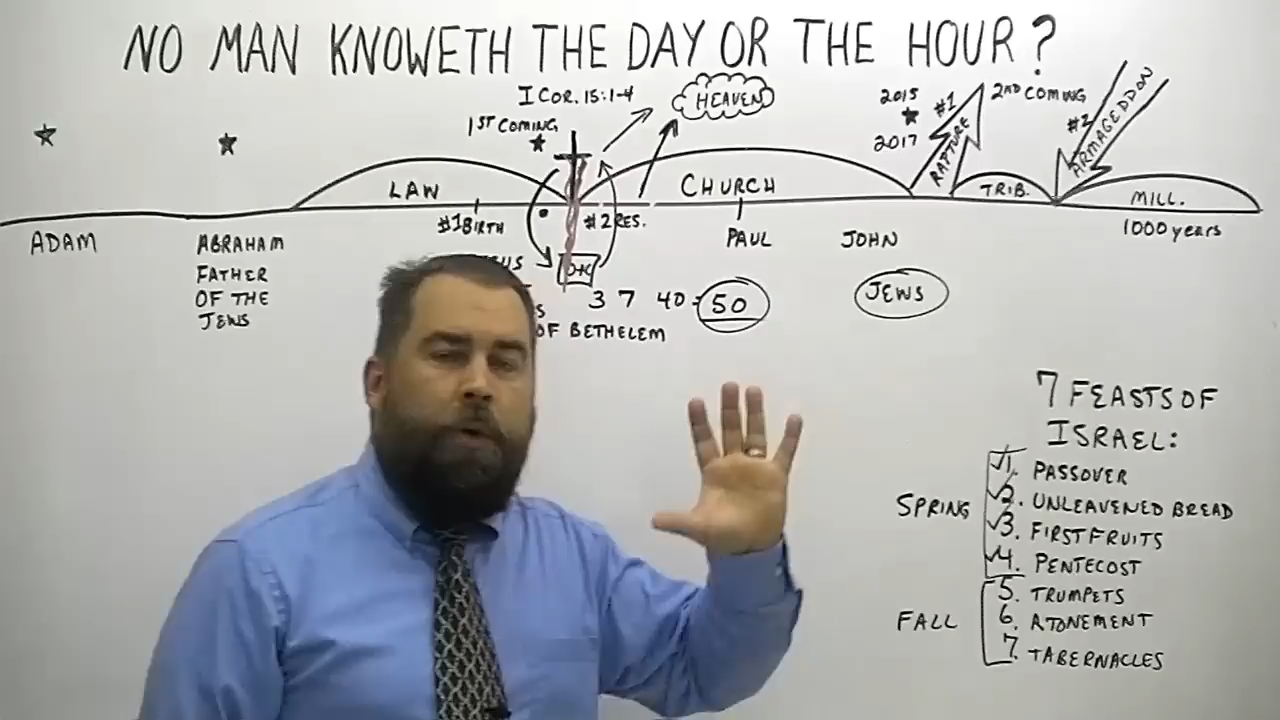 NO MAN KNOWETH THE DAY OR THE HOUR?
I COR. 15:1-4
HEAVEN
1ST COMING
2015
2017
#1
RAPTURE
2ND COMING
#2
ARMAGEDDON
LAW
CHURCH
TRIB.
MILL.
#1 BIRTH
#2 RES.
1000 years
ADAM
ABRAHAM
FATHER
OF THE
JEWS
PAUL
JOHN
JEWS
3 7 40= 50
OF BETHELEM
7 FEASTS OF
ISRAEL:
SPRING
1. PASSOVER
2. UNLEAVENED BREAD
3. FIRSTFRUITS
4. PENTECOST
FALL
5. TRUMPETS
6. ATONEMENT
7. TABERNACLES